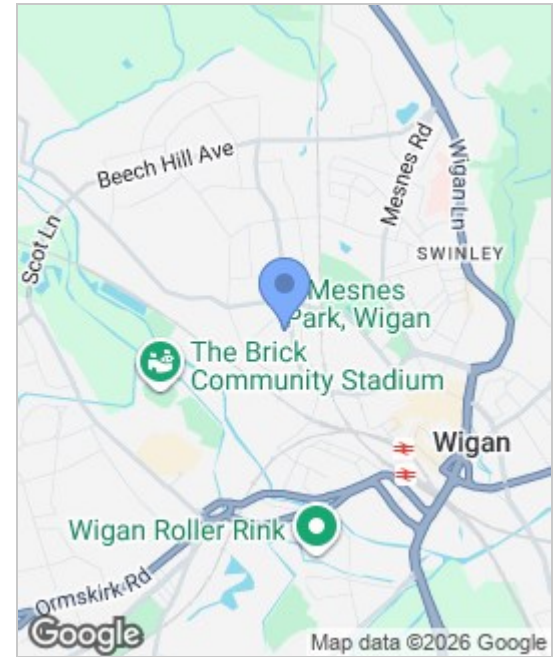 Beech Hill Ave
Mesnes Rd
Wigan Ln
Scot Ln
SWINLEY
Mesnes
Park, Wigan
The Brick
Community Stadium
Wigan
Wigan Roller Rink
Ormskirk Rd
Google
Map data ©2026 Google